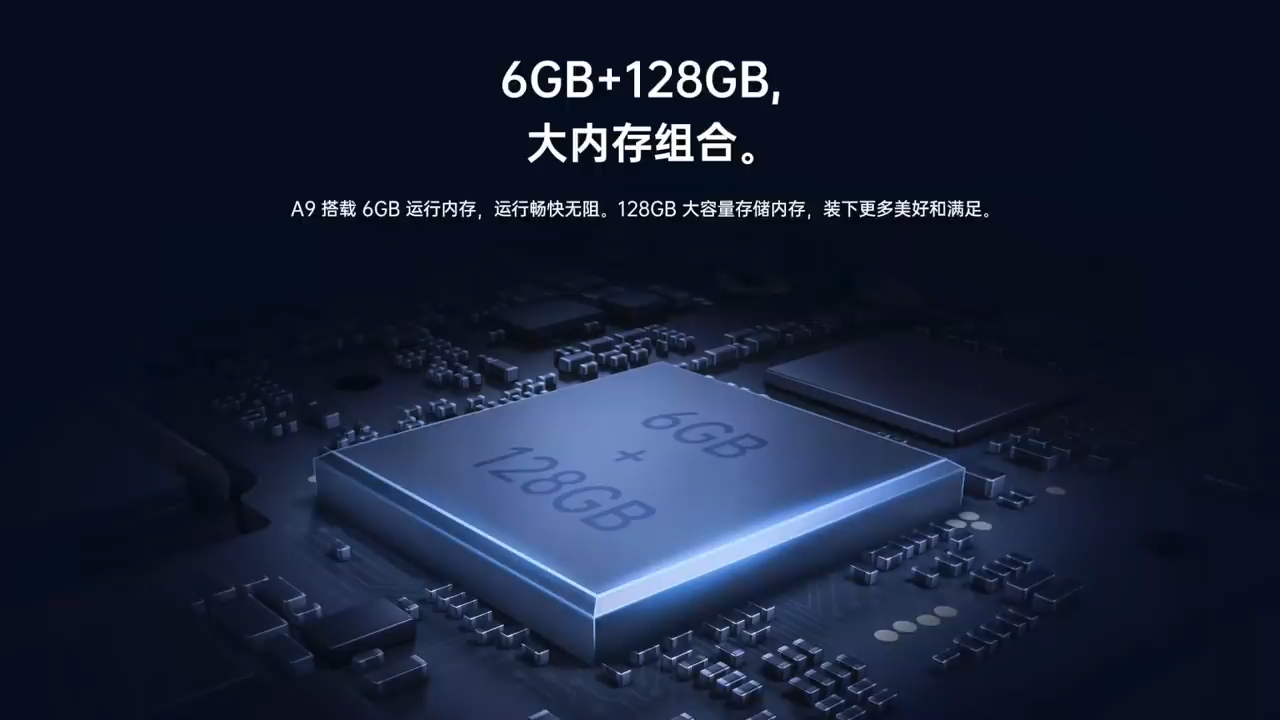 6GB+128GB,
大内存组合。
A9 搭载 6GB 运行内存，运行畅快无阻。128GB 大容量存储内存，装下更多美好和满足。
6GB
+
128GB